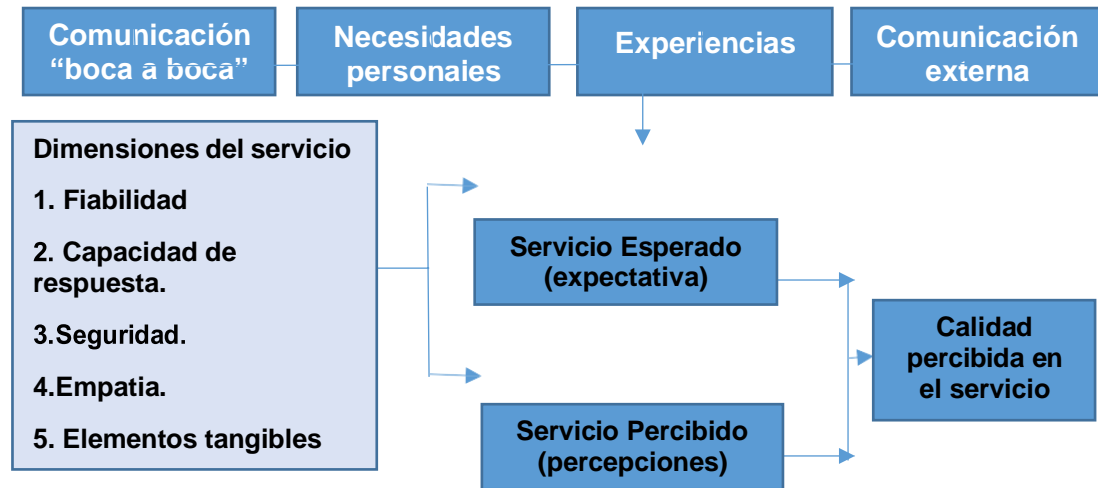 Comunicación
“boca a boca”
Necesidades
personales
Experiencias
Comunicación
externa
Dimensiones del servicio
1. Fiabilidad
2. Capacidad de
respuesta.
3.Seguridad.
4.Empatia.
5. Elementos tangibles
Servicio Esperado
(expectativa)
Servicio Percibido
(percepciones)
Calidad
percibida en
el servicio